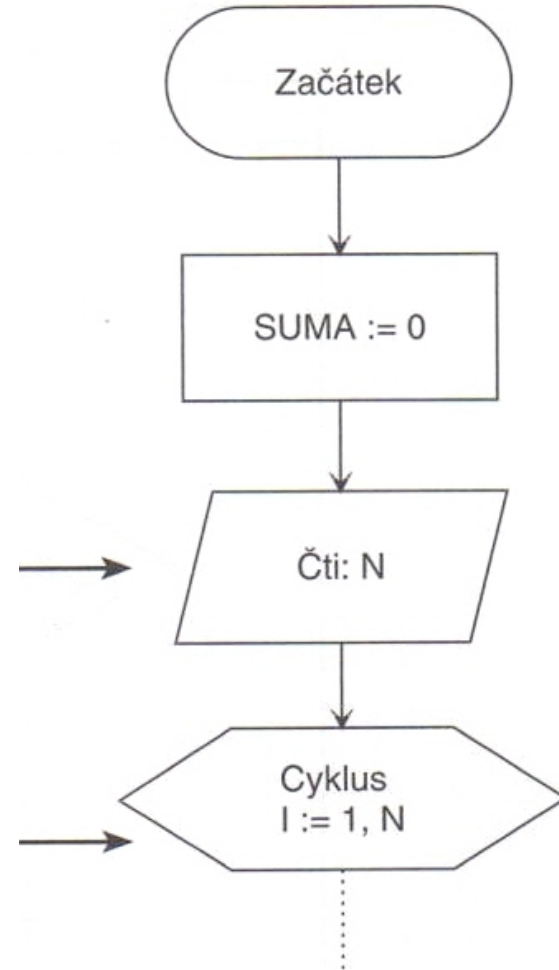 Začátek
SUMA := 0
Čti: N
Cyklus
I := 1, N